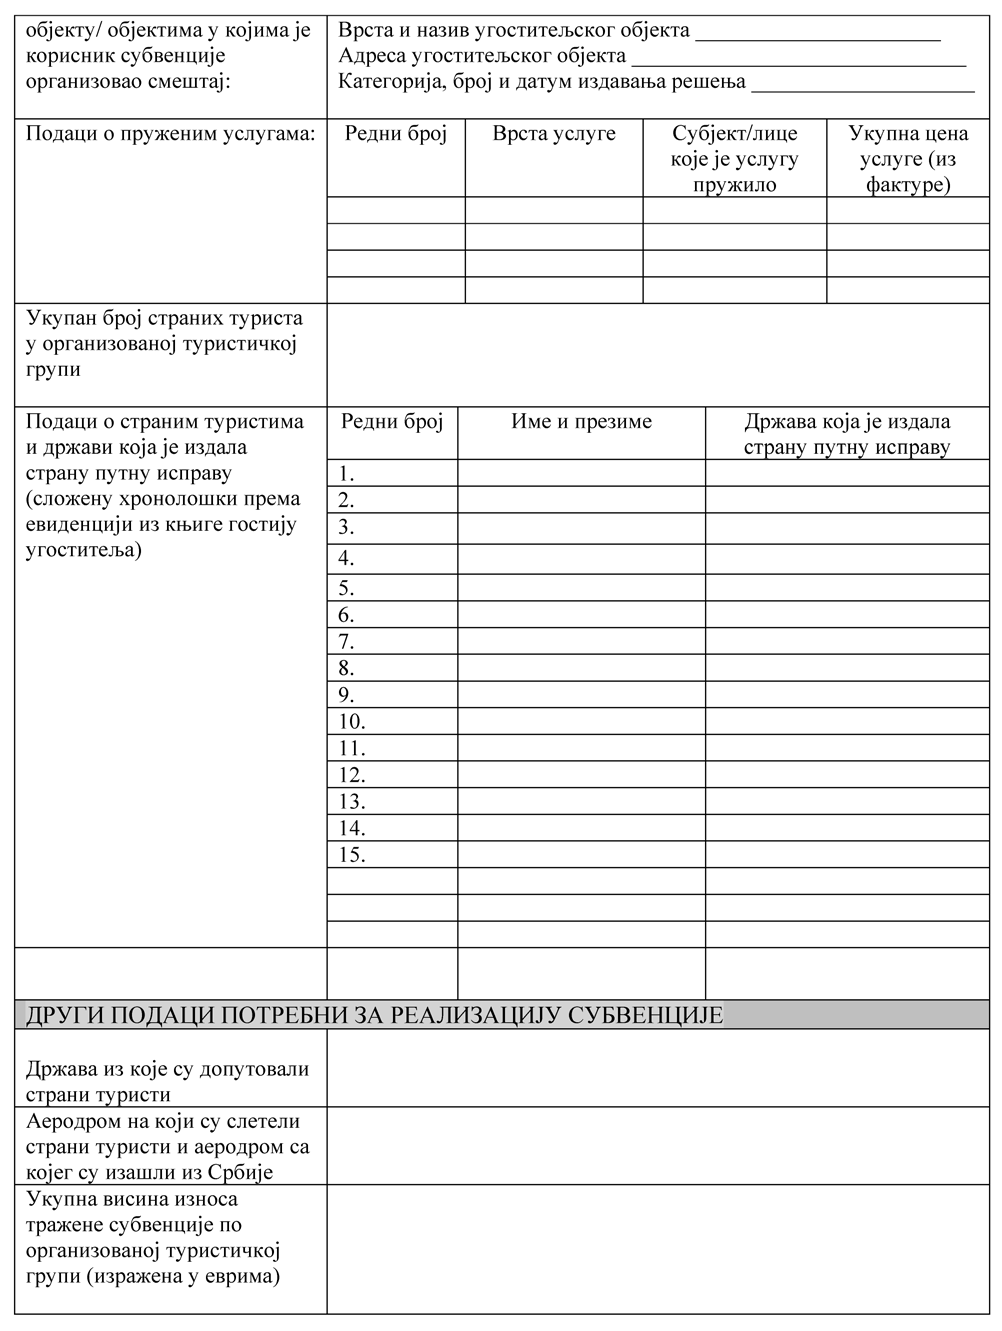 објекту/ објектима у којима је
корисник субвенције
организовао смештај:
Врста и назив угоститељског објекта ______________________
Адреса угоститељског објекта ______________________________
Категорија, број и датум издавања решења ____________________
Подаци о пруженим услугама:
Редни број
Врста услуге
Субјект/лице
које је услугу
пружило
Укупна цена
услуге (из
фактуре)
Укупан број страних туриста
у организованој туристичкој
групи
Подаци о страним туристима
и држави која је издала
страну путну исправу
(сложену хронолошки према
евиденцији из књиге гостију
угоститеља)
Редни број
Име и презиме
Држава која је издала
страну путну исправу
1.
2.
3.
4.
5.
6.
7.
8.
9.
10.
11.
12.
13.
14.
15.
ДРУГИ ПОДАЦИ ПОТРЕБНИ ЗА РЕАЛИЗАЦИЈУ СУБВЕНЦИЈЕ
Држава из које су допутовали
страни туристи
Аеродром на који су слетели
страни туристи и аеродром са
којег су изашли из Србије
Укупна висина износа
тражене субвенције по
организованој туристичкој
групи (изражена у еврима)